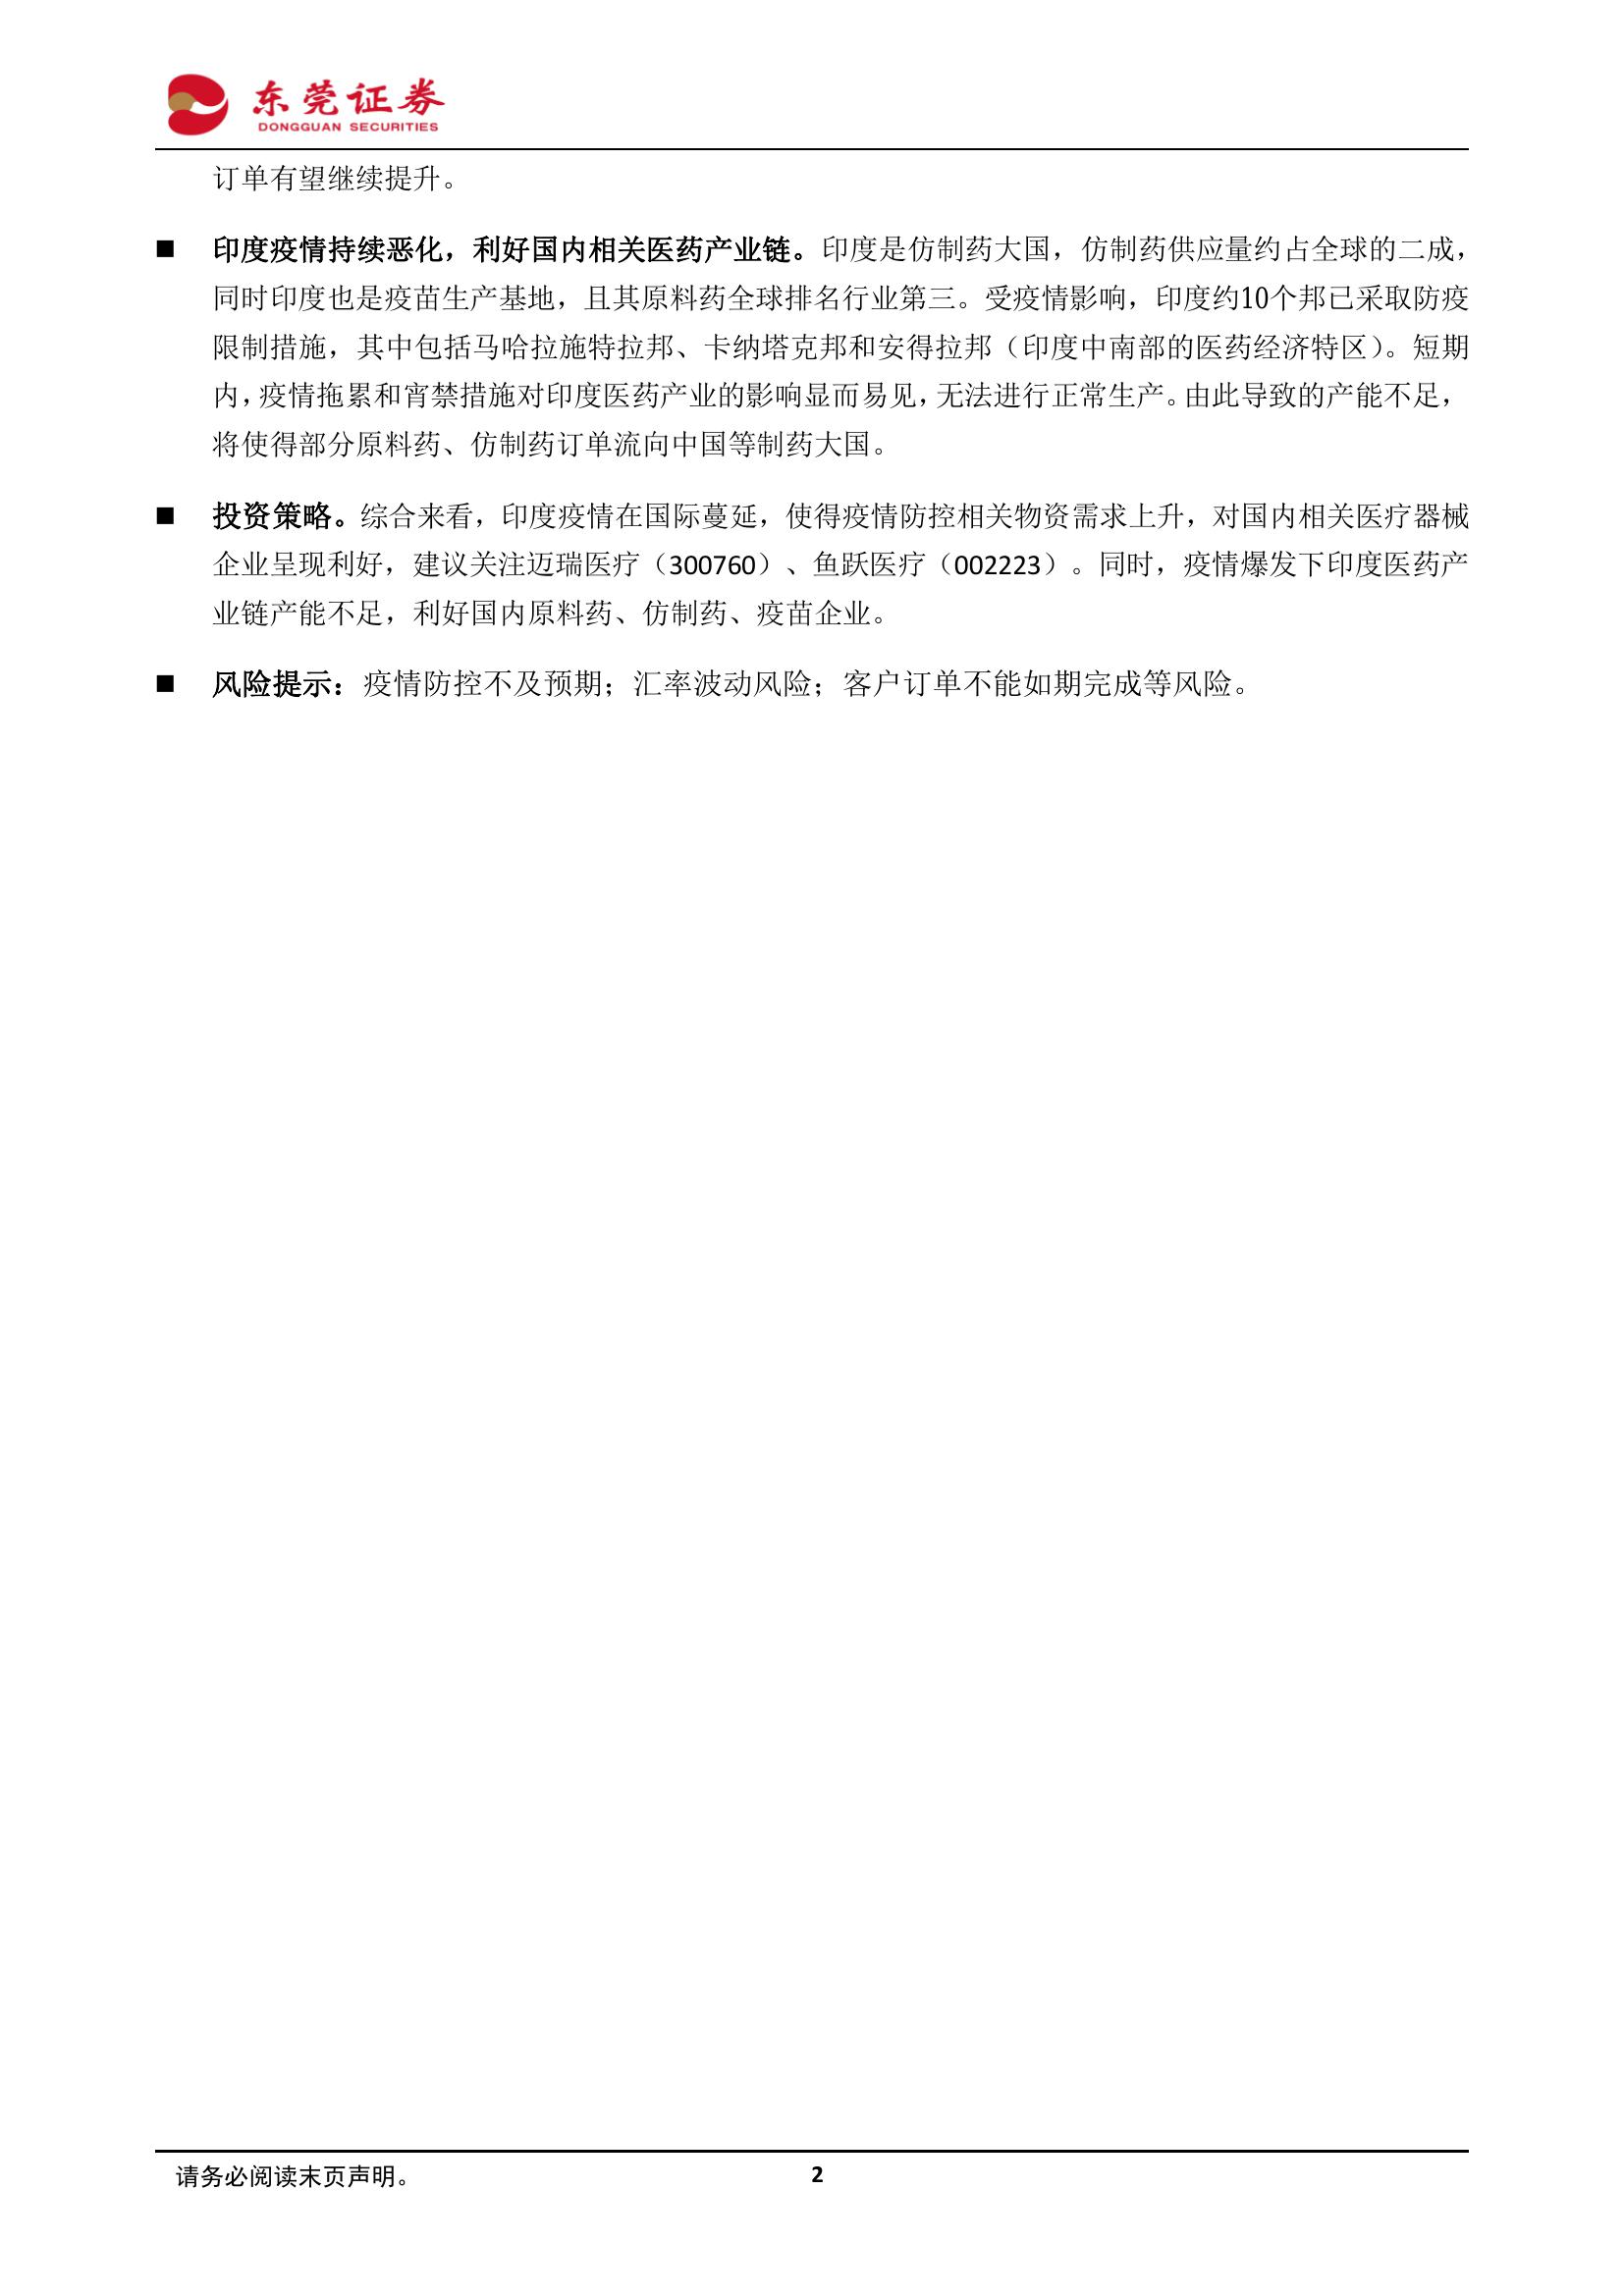 东莞证券
DONGGUAN SECURITIES
订单有望继续提升。
■ 印度疫情持续恶化，利好国内相关医药产业链。印度是仿制药大国，仿制药供应量约占全球的二成，
同时印度也是疫苗生产基地，且其原料药全球排名行业第三。受疫情影响，印度约10个邦已采取防疫
限制措施，其中包括马哈拉施特拉邦、卡纳塔克邦和安得拉邦（印度中南部的医药经济特区）。短期
内，疫情拖累和宵禁措施对印度医药产业的影响显而易见，无法进行正常生产。由此导致的产能不足，
将使得部分原料药、仿制药订单流向中国等制药大国。
■ 投资策略。综合来看，印度疫情在国际蔓延，使得疫情防控相关物资需求上升，对国内相关医疗器械
企业呈现利好，建议关注迈瑞医疗（300760）、鱼跃医疗（002223）。同时，疫情爆发下印度医药产
业链产能不足，利好国内原料药、仿制药、疫苗企业。
■ 风险提示：疫情防控不及预期；汇率波动风险；客户订单不能如期完成等风险。
请务必阅读末页声明。
2